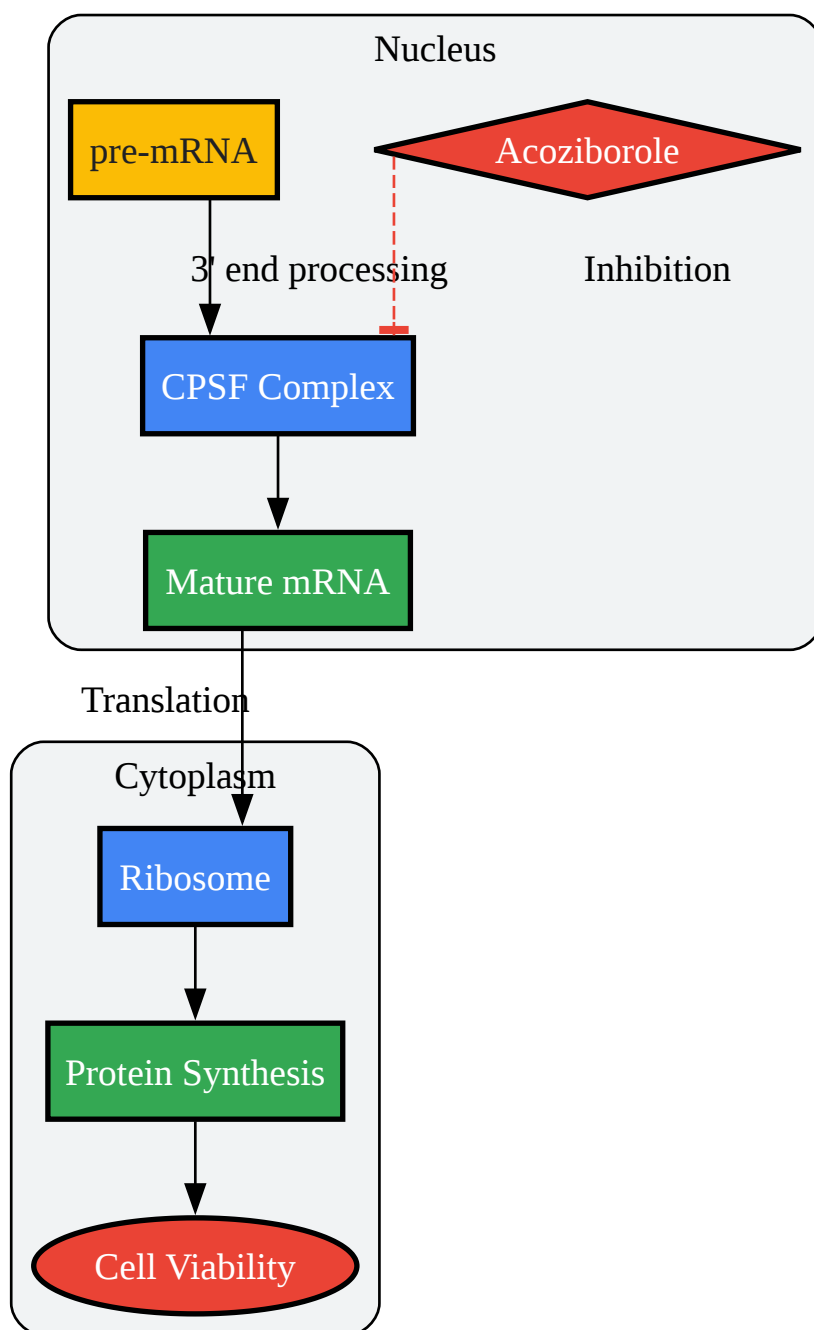 Nucleus
pre-mRNA
Acoziborole
3' end processing
Inhibition
CPSF Complex
Mature mRNA
Translation
Cytoplasm
Ribosome
Protein Synthesis
Cell Viability